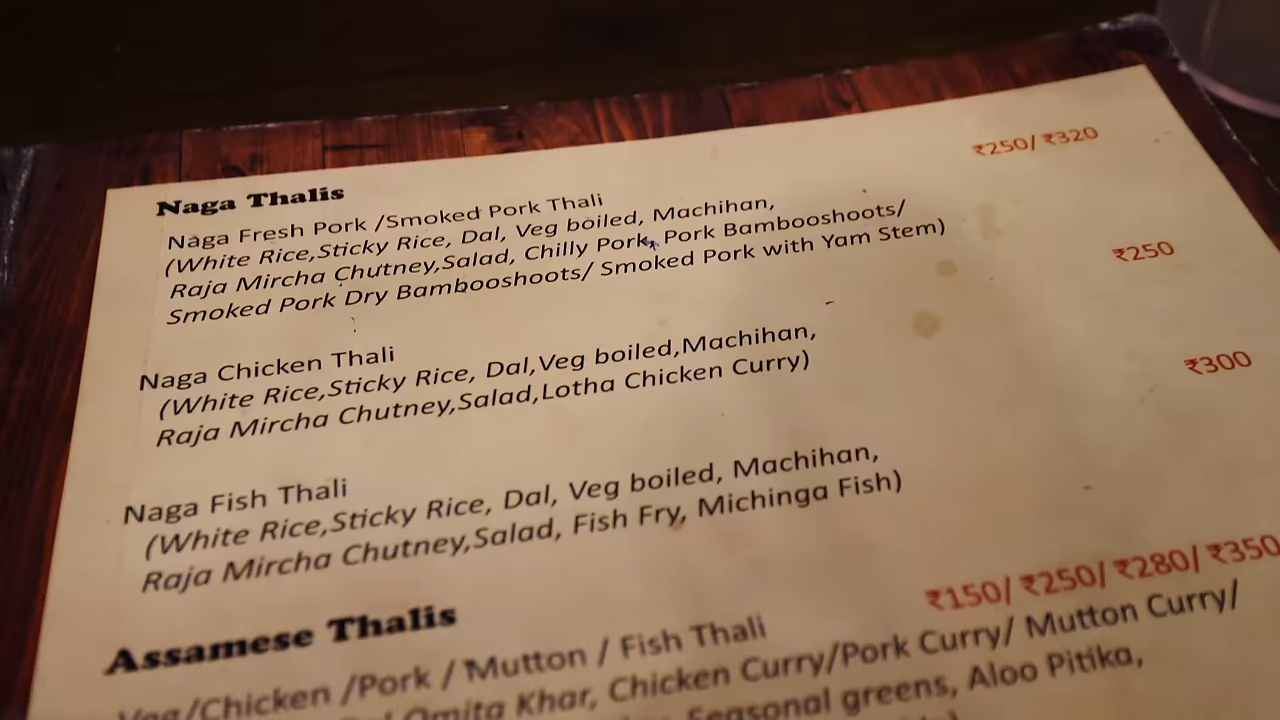 Naga Thalis
Naga Fresh Pork /Smoked Pork Thali ₹250/ ₹320
(White Rice,Sticky Rice, Dal, Veg boiled, Machihan,
Raja Mircha Chutney,Salad, Chilly Pork, Pork Bambooshoots/
Smoked Pork Dry Bambooshoots/ Smoked Pork with Yam Stem)
Naga Chicken Thali ₹250
(White Rice,Sticky Rice, Dal,Veg boiled,Machihan,
Raja Mircha Chutney,Salad,Lotha Chicken Curry)
Naga Fish Thali ₹300
(White Rice,Sticky Rice, Dal, Veg boiled, Machihan,
Raja Mircha Chutney,Salad, Fish Fry, Michinga Fish)
Assamese Thalis
Veg/Chicken /Pork / Mutton / Fish Thali ₹150/ ₹250/ ₹280/ ₹350
Omita Khar, Chicken Curry/Pork Curry/ Mutton Curry/
Seasonal greens, Aloo Pitika,